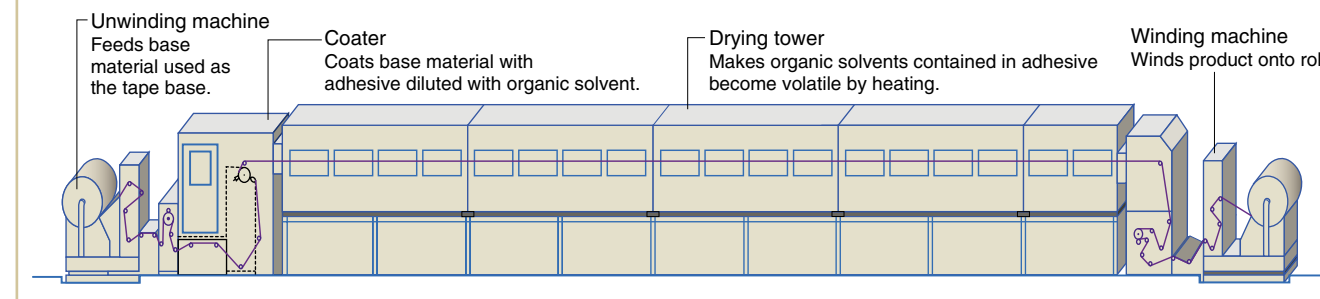 Unwinding machine
Feeds base
material used as
the tape base.
Coater
Coats base material with
adhesive diluted with organic solvent.
Drying tower
Makes organic solvents contained in adhesive
become volatile by heating.
Winding machine
Winds product onto